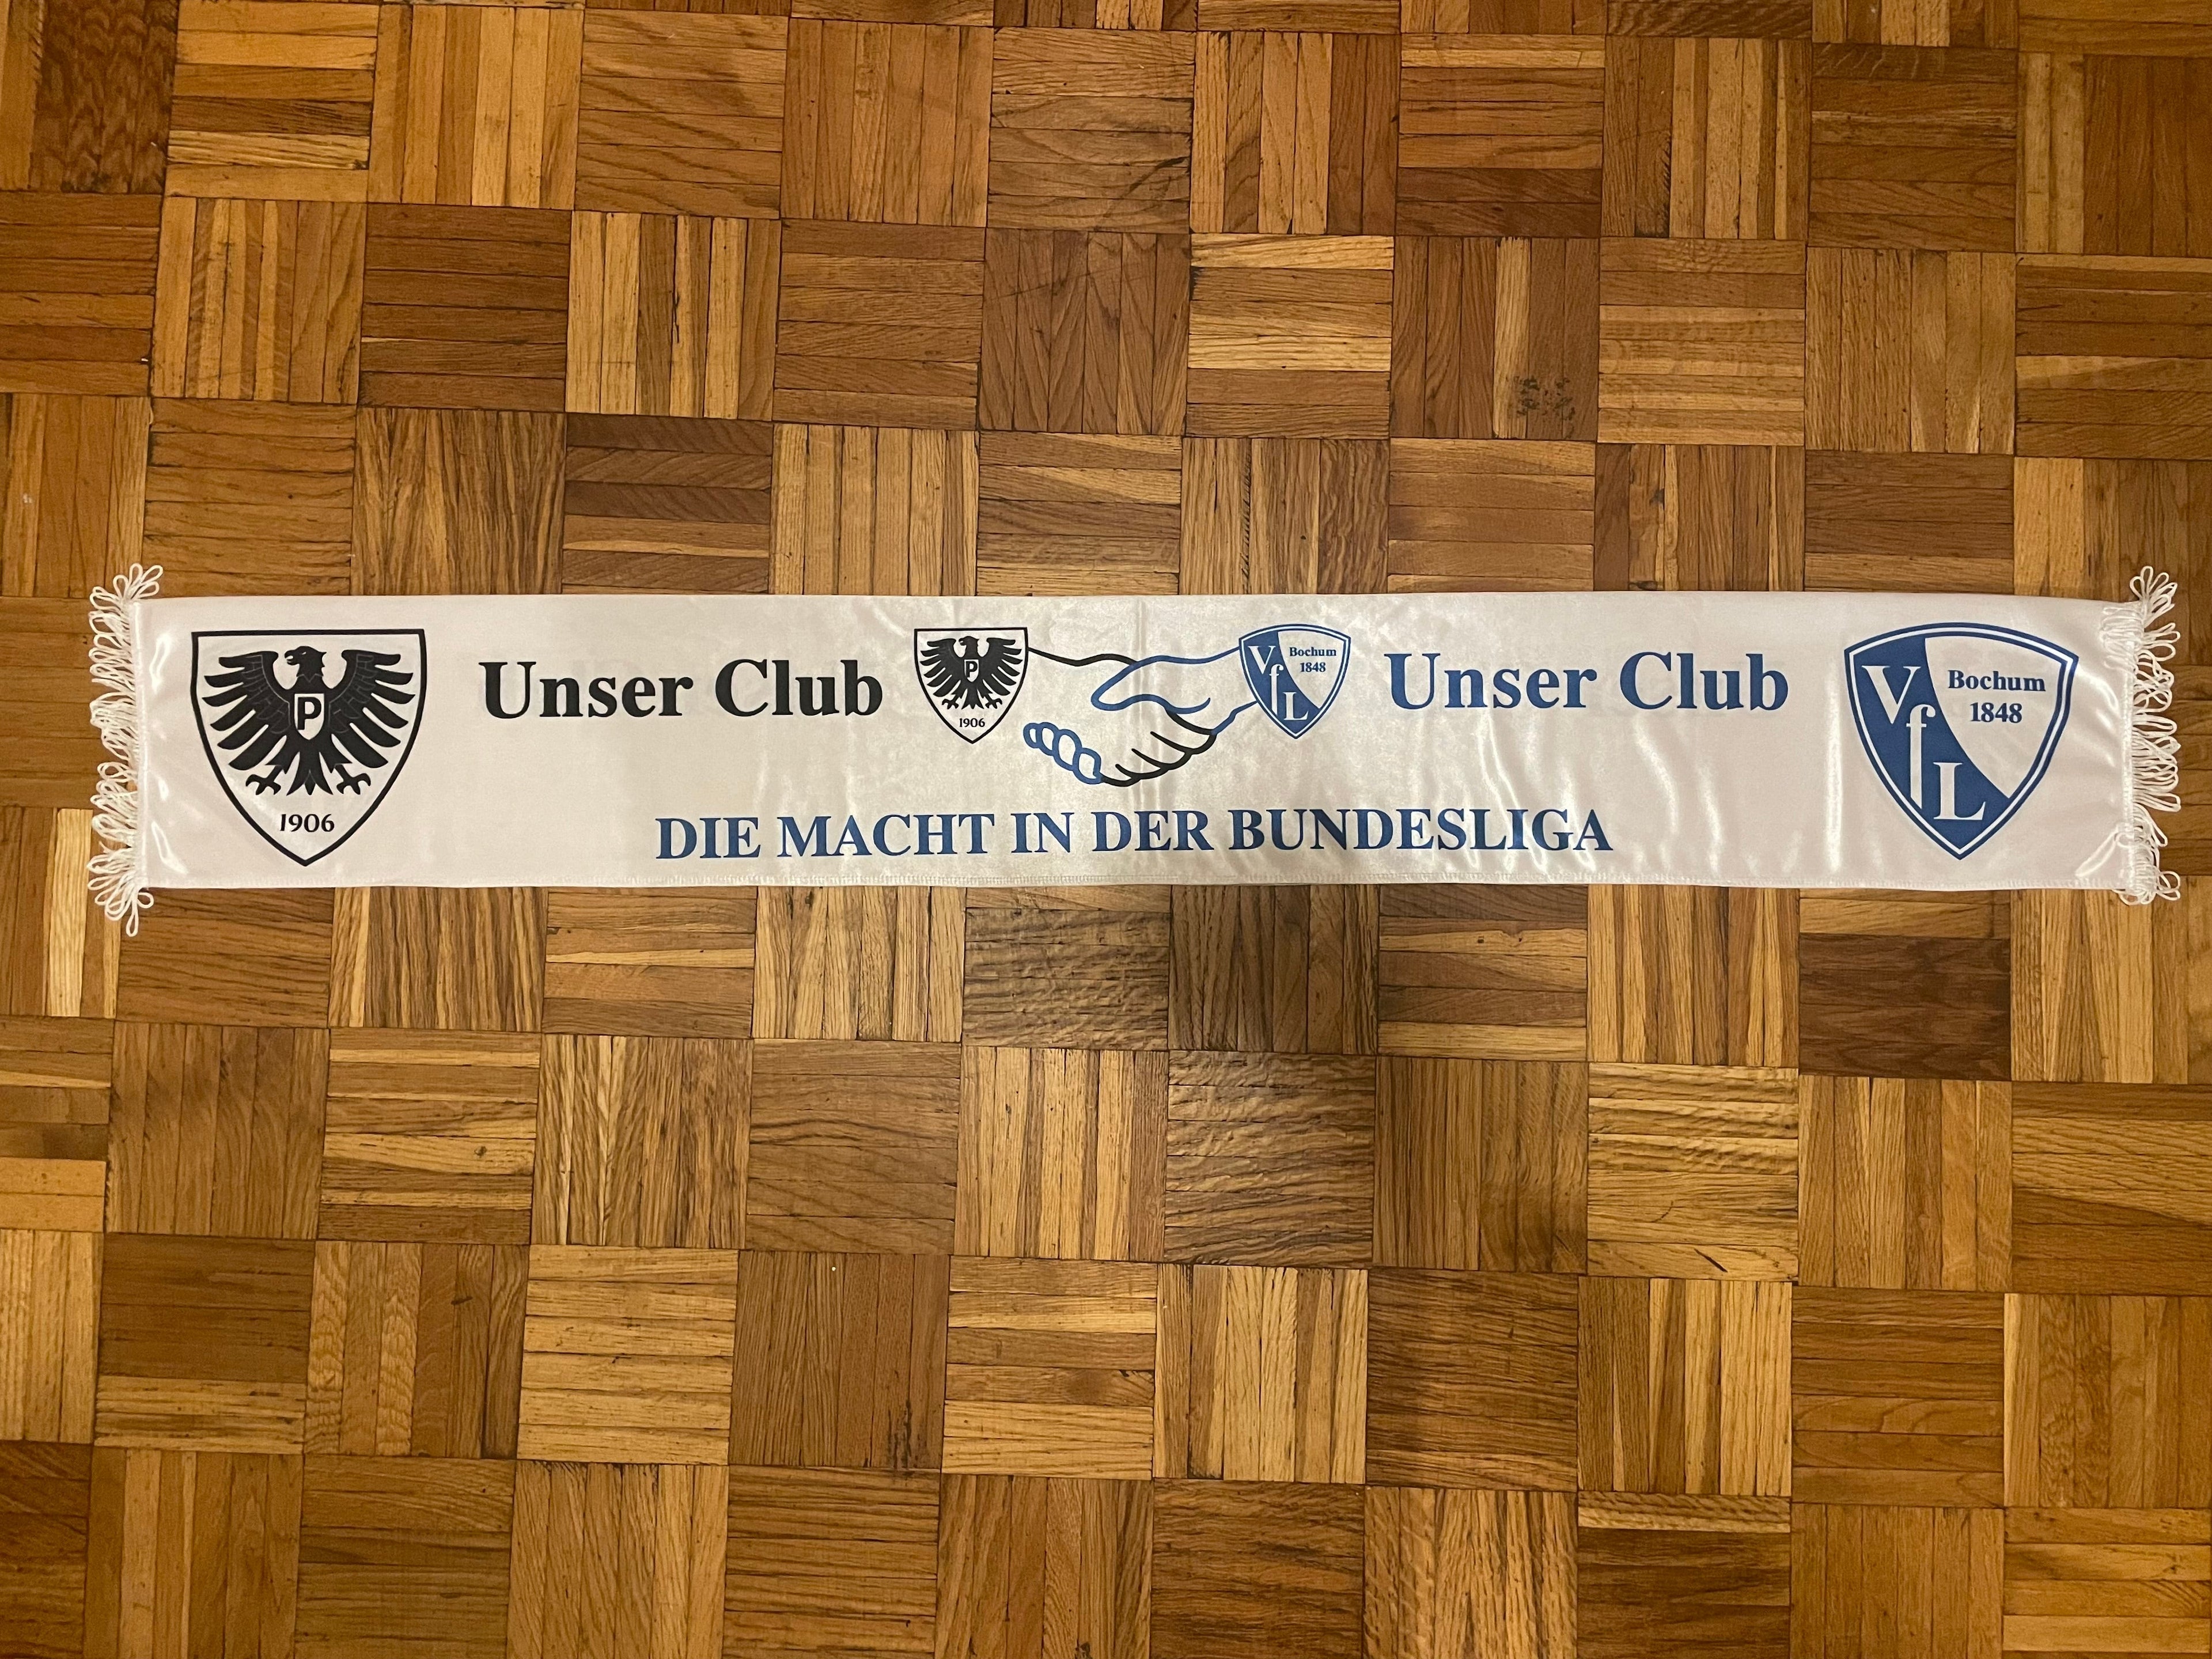 P
1906
Unser Club
P
1906
VfL
Bochum
1848
Unser Club
VfL
Bochum
1848
DIE MACHT IN DER BUNDESLIGA